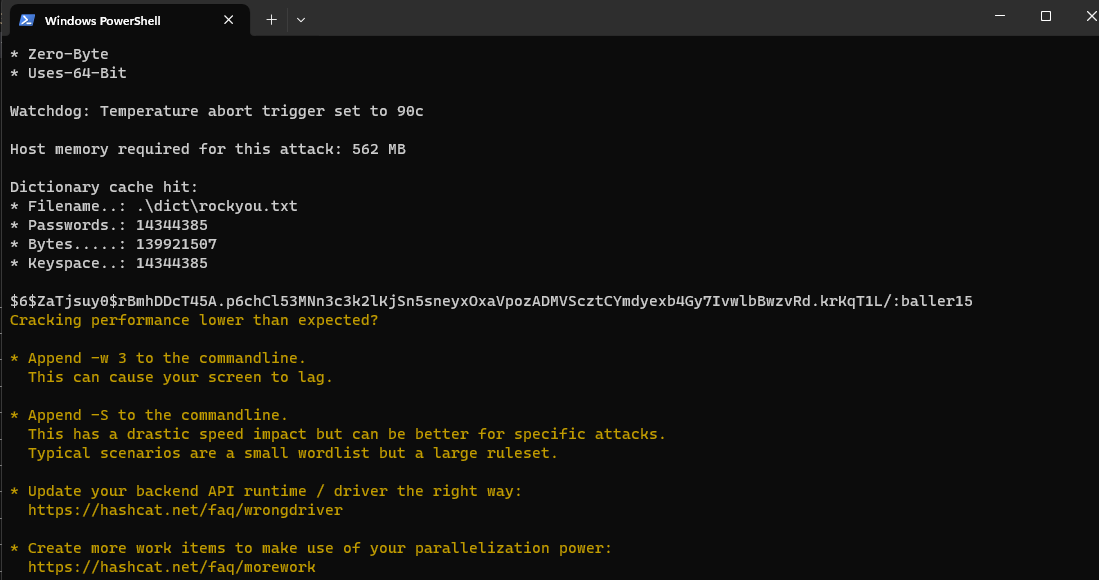 Windows PowerShell
* Zero-Byte
* Uses-64-Bit
Watchdog: Temperature abort trigger set to 90c
Host memory required for this attack: 562 MB
Dictionary cache hit:
* Filename..: .\dict\rockyou.txt
* Passwords.: 14344385
* Bytes.....: 139921507
* Keyspace..: 14344385
$6$ZaTjsuy0$rBmhDDcT45A.p6chCl53MNn3c3k2lKjSn5sneyxOxaVpozADMVScztCYmdyexb4Gy7IvwlbBwzvRd.krKqT1L/:baller15
Cracking performance lower than expected?
* Append -w 3 to the commandline.
This can cause your screen to lag.
* Append -S to the commandline.
This has a drastic speed impact but can be better for specific attacks.
Typical scenarios are a small wordlist but a large ruleset.
* Update your backend API runtime / driver the right way:
https://hashcat.net/faq/wrongdriver
* Create more work items to make use of your parallelization power:
https://hashcat.net/faq/morework